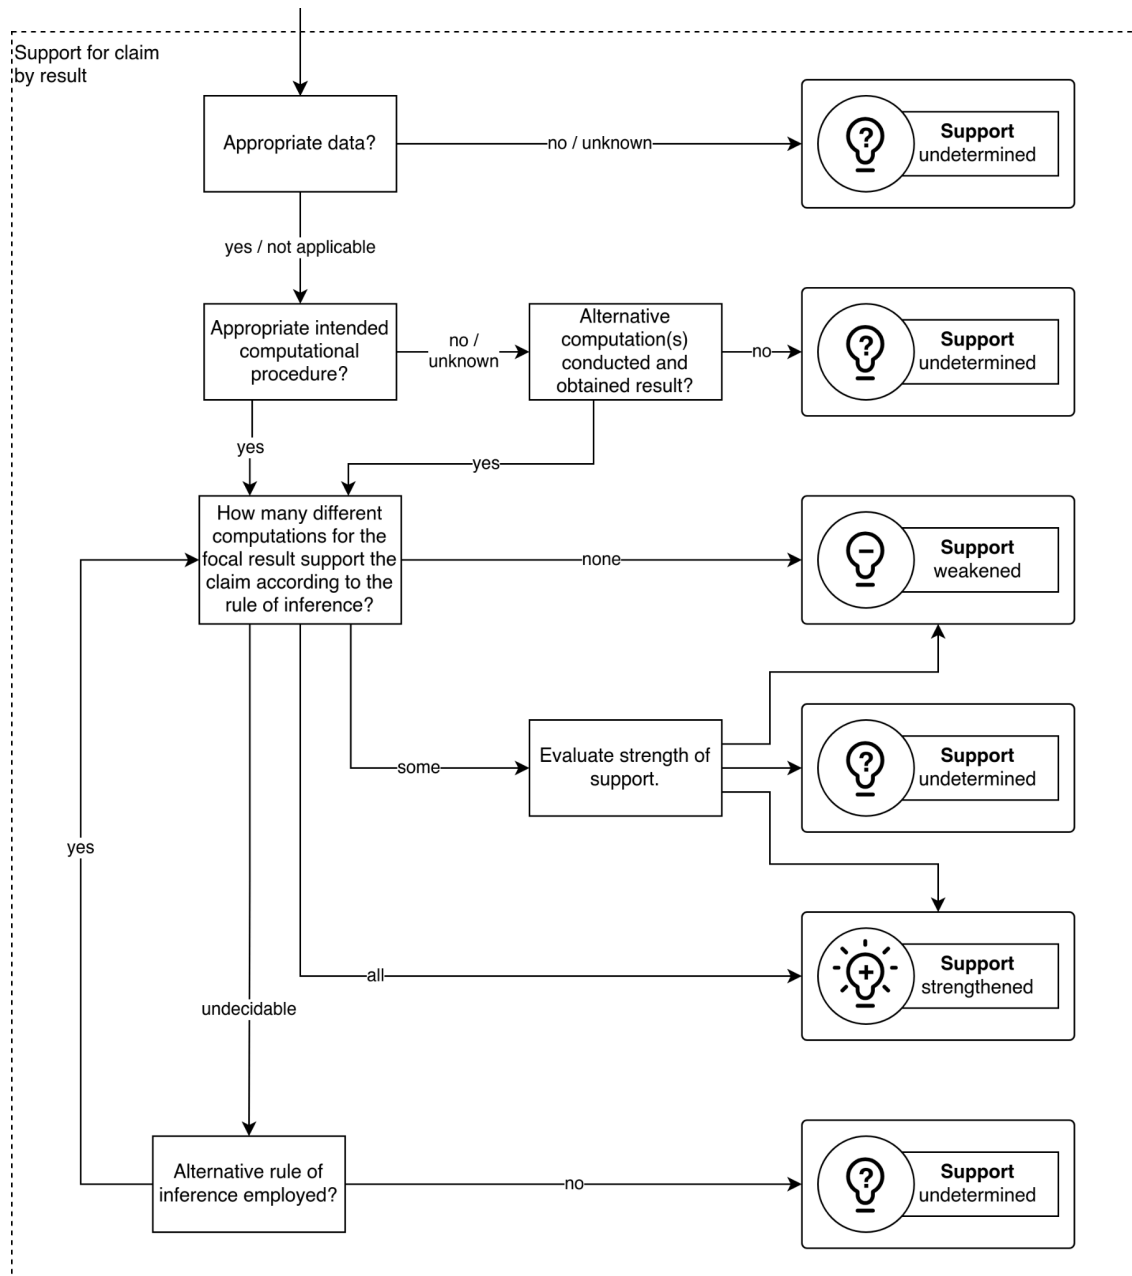 Support for claim
by result
Appropriate data?
no / unknown
Support
undetermined
yes / not applicable
Appropriate intended
computational
procedure?
no /
unknown
Alternative
computation(s)
conducted and
obtained result?
no
Support
undetermined
yes
yes
How many different
computations for the
focal result support the
claim according to the
rule of inference?
none
Support
weakened
some
Evaluate strength of
support.
Support
undetermined
yes
all
Support
strengthened
undecidable
Alternative rule of
inference employed?
no
Support
undetermined